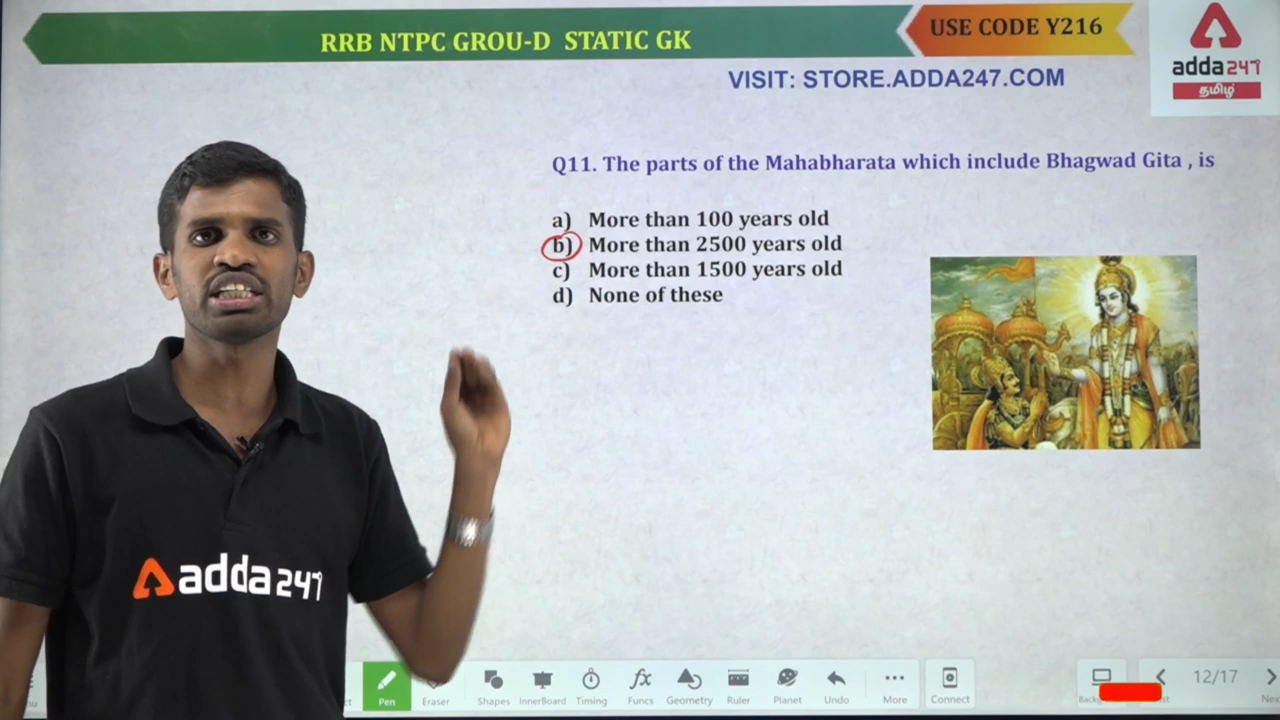 RRB NTPC GROU-D STATIC GK
USE CODE Y216
adda247
தமிழ்
VISIT: STORE.ADDA247.COM
Q11. The parts of the Mahabharata which include Bhagwad Gita , is
a) More than 100 years old
b) More than 2500 years old
c) More than 1500 years old
d) None of these
adda247
Pen
Eraser
Shapes
InnerBoard
Timing
fx
Funcs
Geometry
Ruler
Planet
Undo
More
Connect
12/17